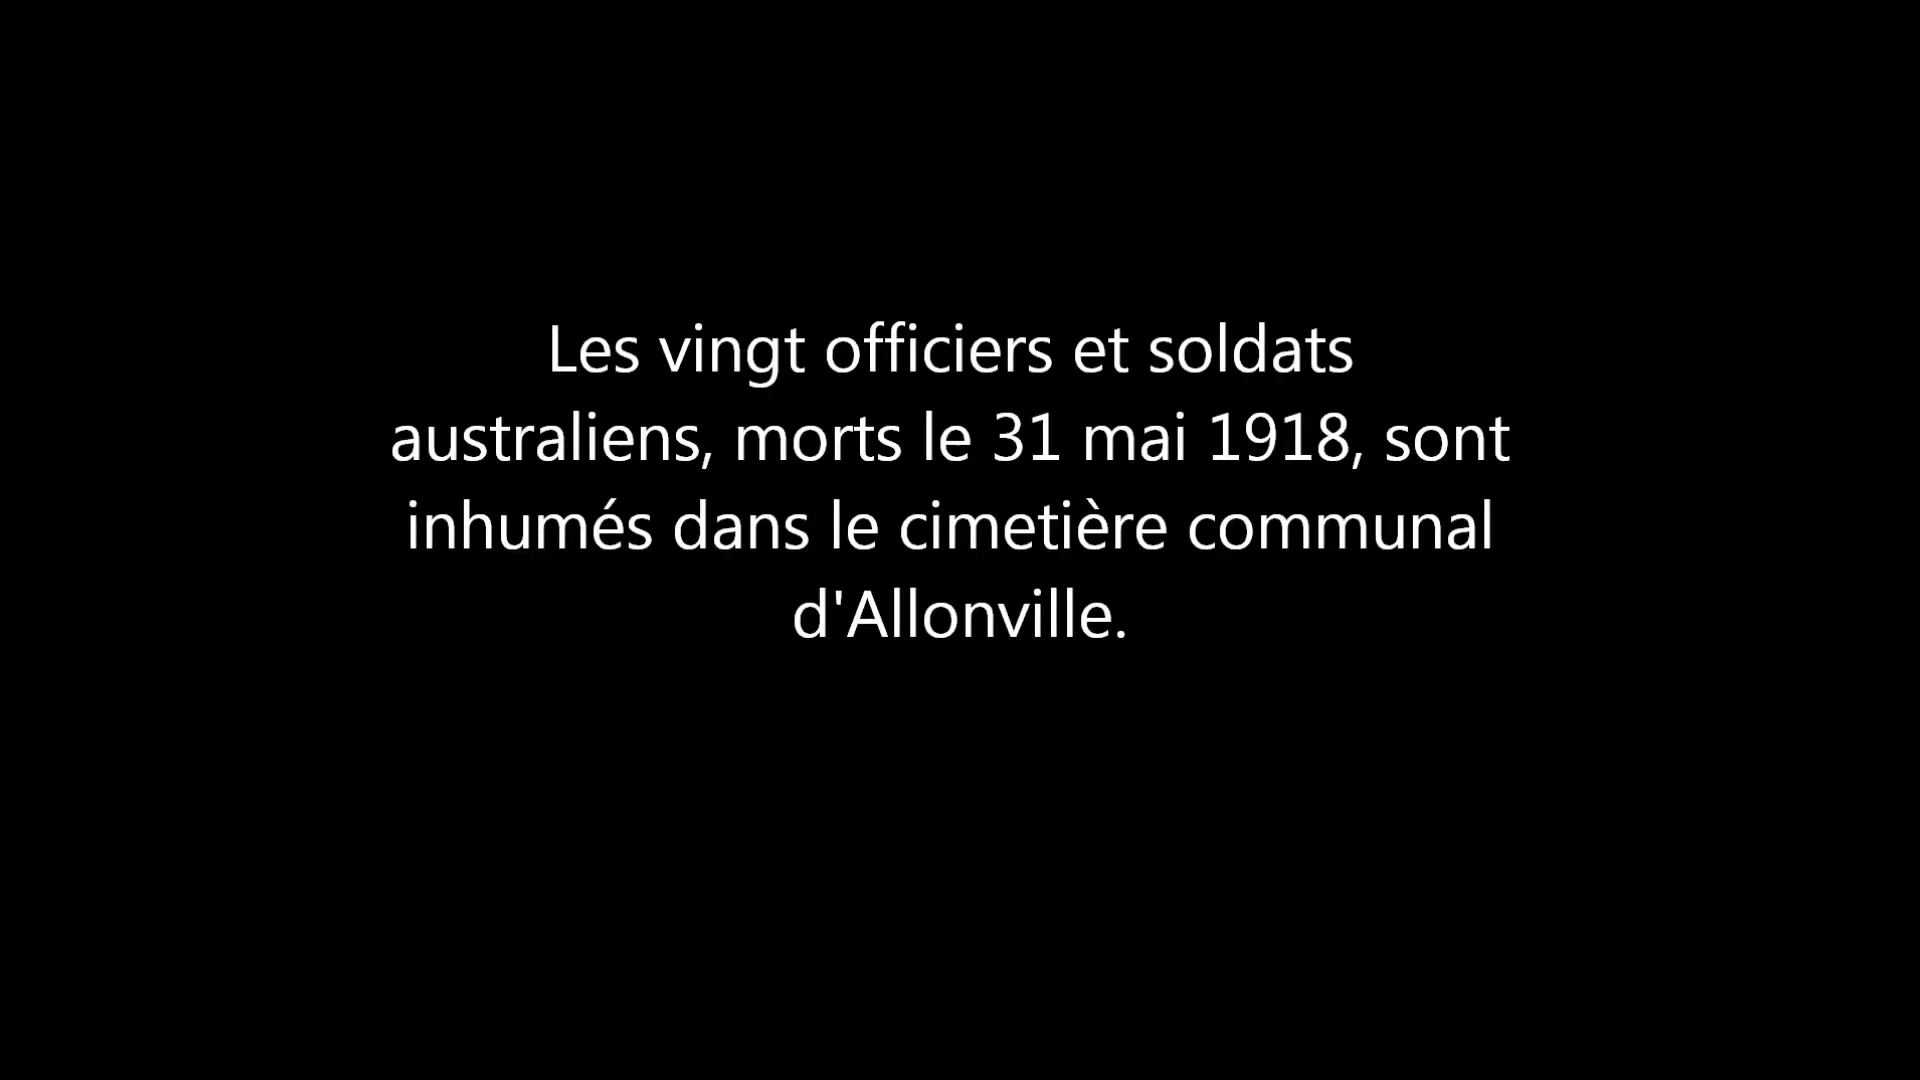 Les vingt officiers et soldats
australiens, morts le 31 mai 1918, sont
inhumés dans le cimetière communal
d'Allonville.